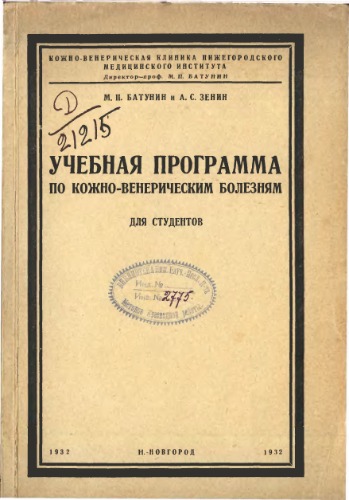 КОЖНО-ВЕНЕРИЧЕСКАЯ КЛИНИКА НИЖЕГОРОДСКОГО
МЕДИЦИНСКОГО ИНСТИТУТА
Директор—проф. М. П. БАТУНИН
М. П. БАТУНИН и А. С. ЗЕНИН
Д
21215
УЧЕБНАЯ ПРОГРАММА
ПО КОЖНО-ВЕНЕРИЧЕСКИМ БОЛЕЗНЯМ
ДЛЯ СТУДЕНТОВ
Инв. № 2775
1932 Н.-НОВГОРОД 1932